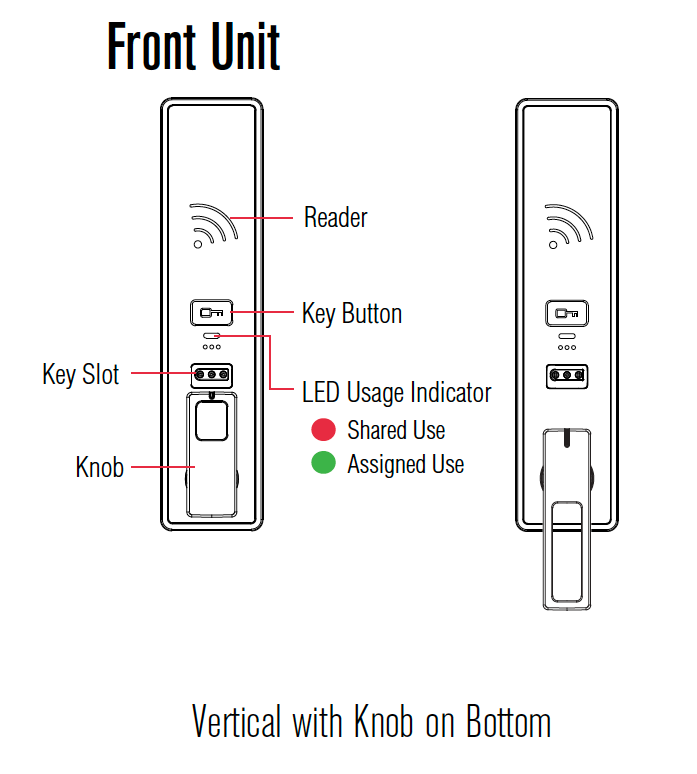 Front Unit
Reader
Key Button
Key Slot
LED Usage Indicator
Shared Use
Assigned Use
Knob
Vertical with Knob on Bottom